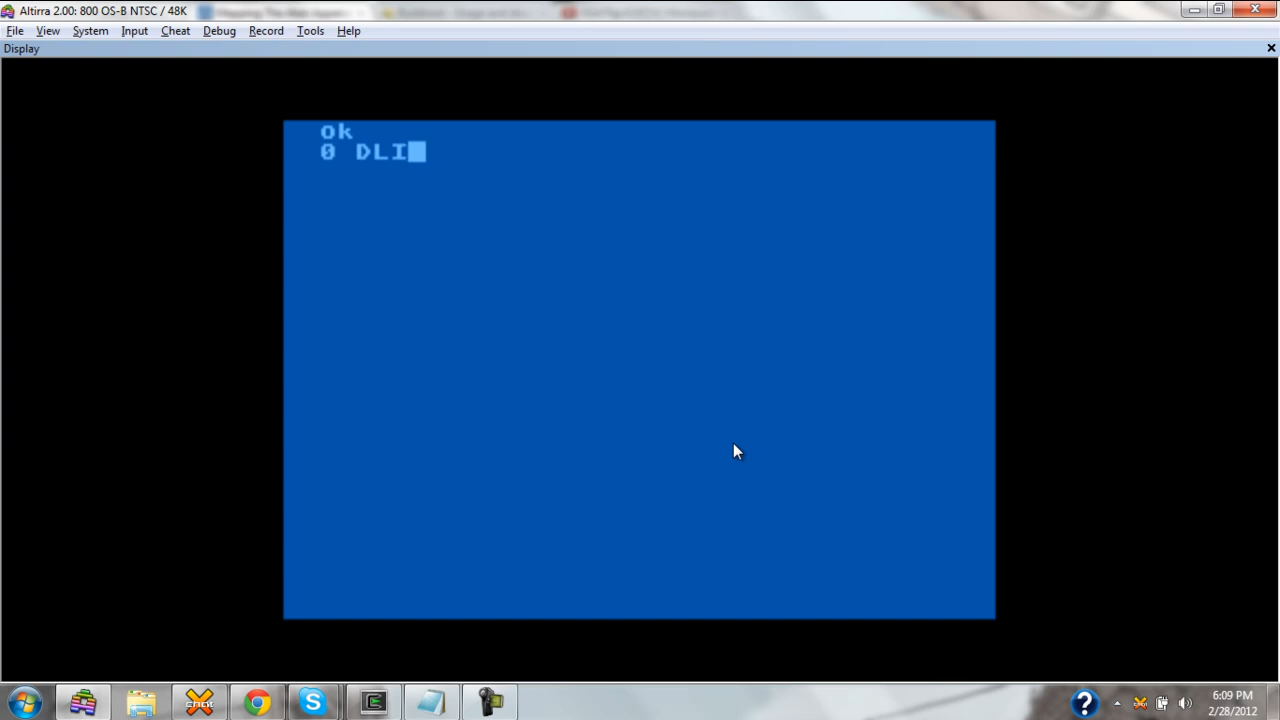 Altirra 2.00: 800 OS-B NTSC / 48K
File View System Input Cheat Debug Record Tools Help
Display
ok
0 DLI
6:09 PM
2/28/2012